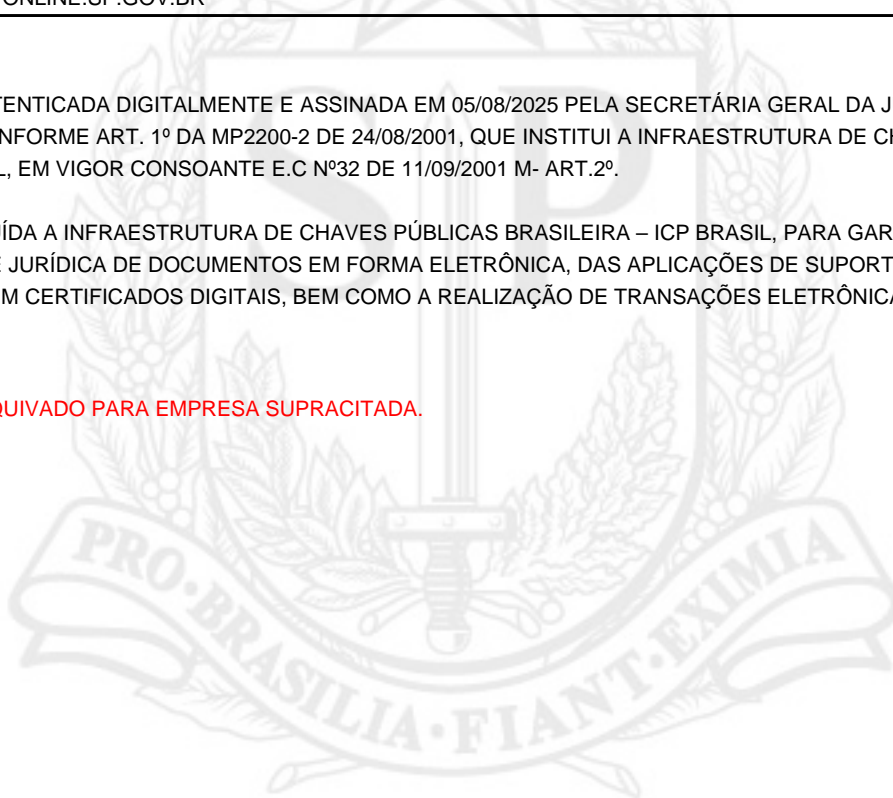 ONLINE.SP.GOV.BR
TENTICADA DIGITALMENTE E ASSINADA EM 05/08/2025 PELA SECRETÁRIA GERAL DA J
NFORME ART. 1º DA MP2200-2 DE 24/08/2001, QUE INSTITUI A INFRAESTRUTURA DE CH
L, EM VIGOR CONSOANTE E.C Nº32 DE 11/09/2001 M- ART.2º.
UÍDA A INFRAESTRUTURA DE CHAVES PÚBLICAS BRASILEIRA – ICP BRASIL, PARA GAR
E JURÍDICA DE DOCUMENTOS EM FORMA ELETRÔNICA, DAS APLICAÇÕES DE SUPORT
M CERTIFICADOS DIGITAIS, BEM COMO A REALIZAÇÃO DE TRANSAÇÕES ELETRÔNICA
QUIVADO PARA EMPRESA SUPRACITADA.
SP
PRO·BRASILIA·FIANT·EXIMIA